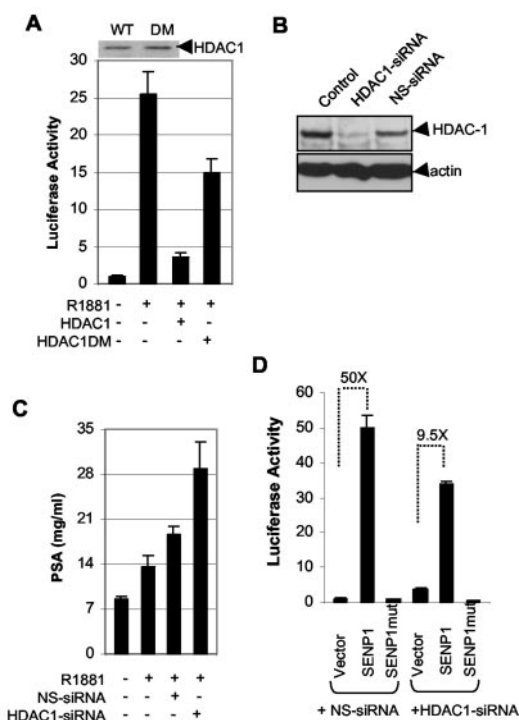 A
WT DM
HDAC1
30
25
20
15
10
5
0
Luciferase Activity
R1881 - + + +
HDAC1 - - + -
HDAC1DM - - - +
B
Control
HDAC1-siRNA
NS-siRNA
HDAC-1
actin
C
35
28
21
14
7
0
PSA (mg/ml)
R1881 - + + +
NS-siRNA - - + -
HDAC1-siRNA - - - +
D
60
50
40
30
20
10
0
Luciferase Activity
50X
9.5X
Vector
SENP1
SENP1mut
Vector
SENP1
SENP1mut
+ NS-siRNA
+HDAC1-siRNA